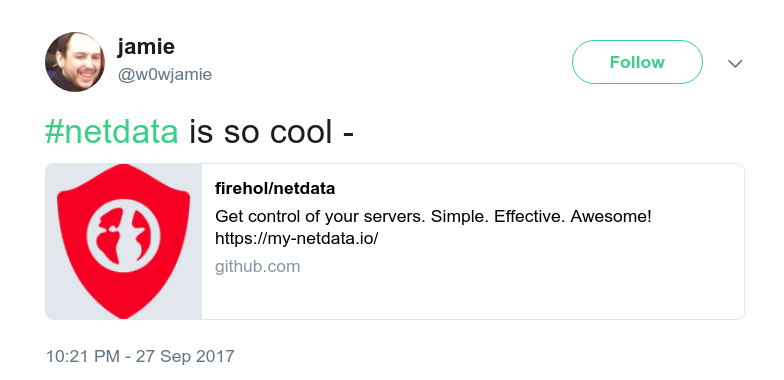 jamie
@w0wjamie
Follow
#netdata is so cool -
firehol/netdata
Get control of your servers. Simple. Effective. Awesome!
https://my-netdata.io/
github.com
10:21 PM - 27 Sep 2017